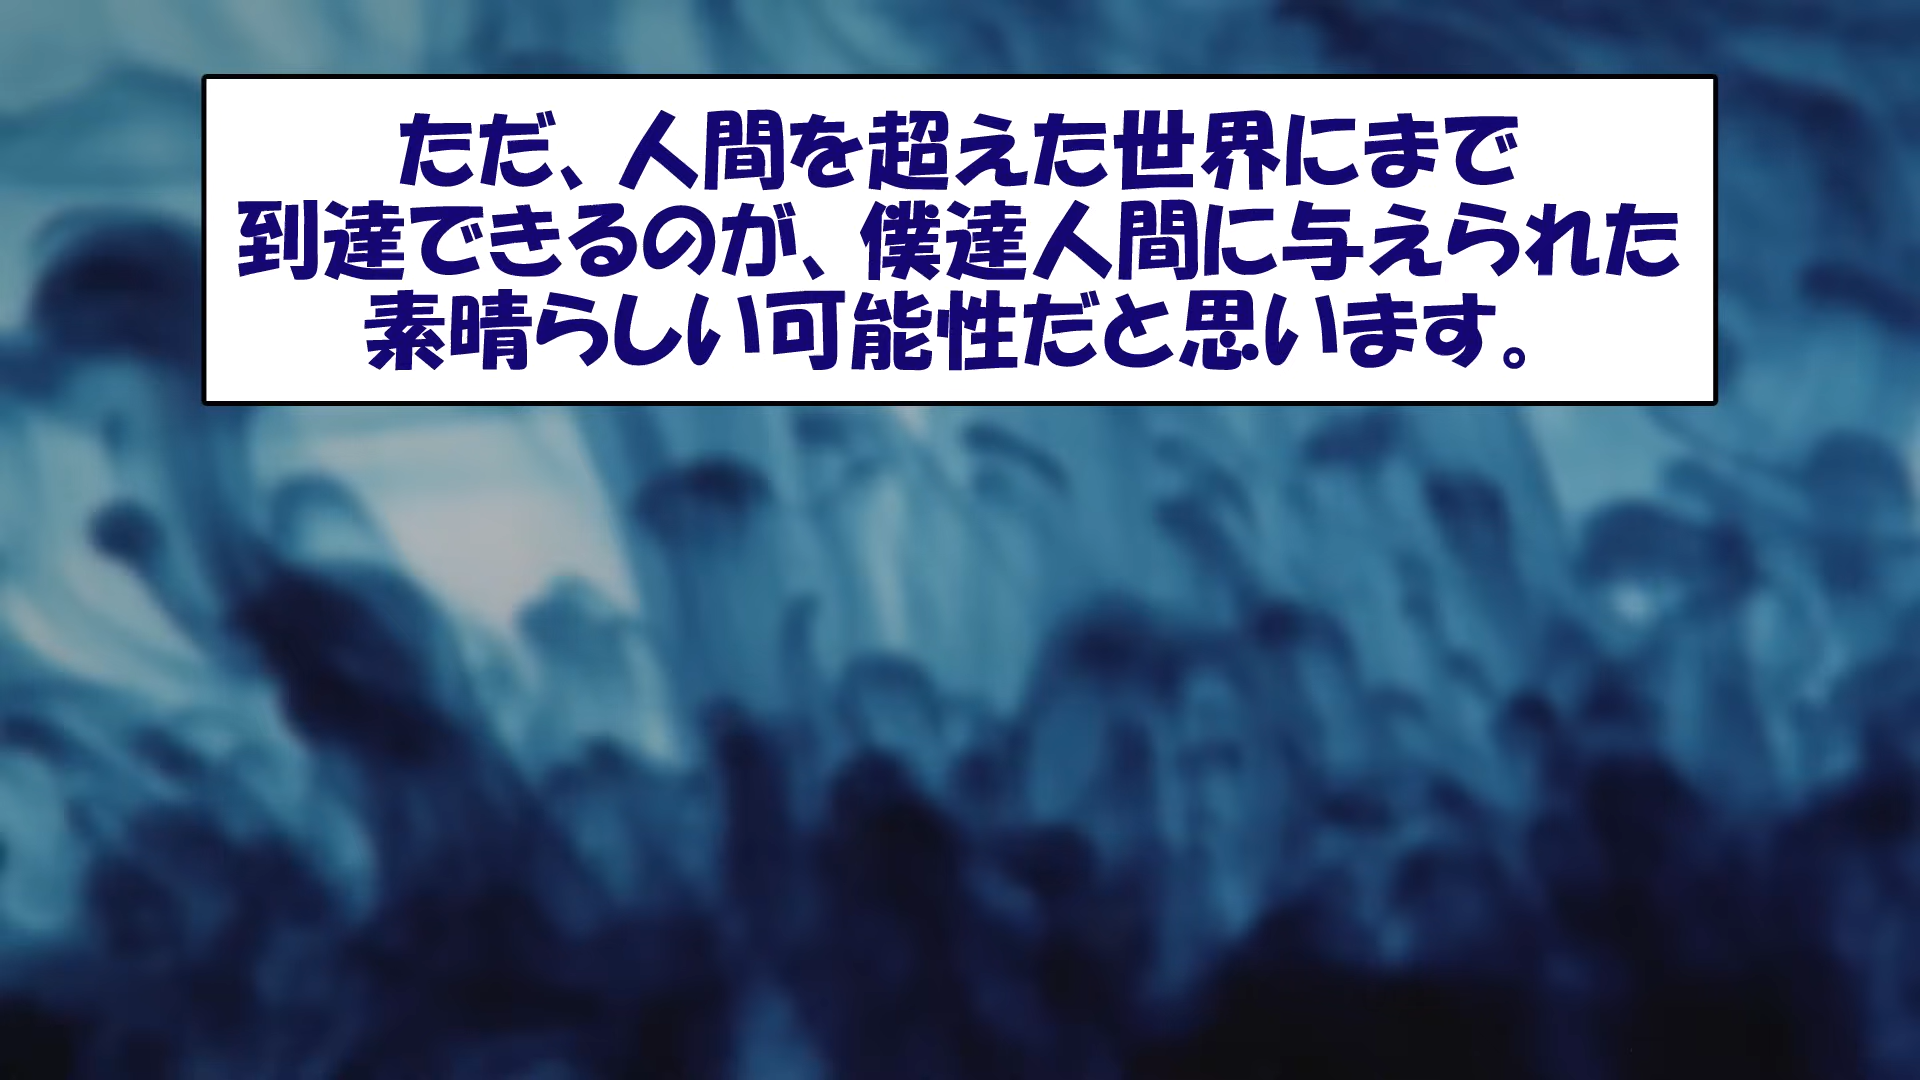 ただ、人間を超えた世界にまで
到達できるのが、僕達人間に与えられた
素晴らしい可能性だと思います。